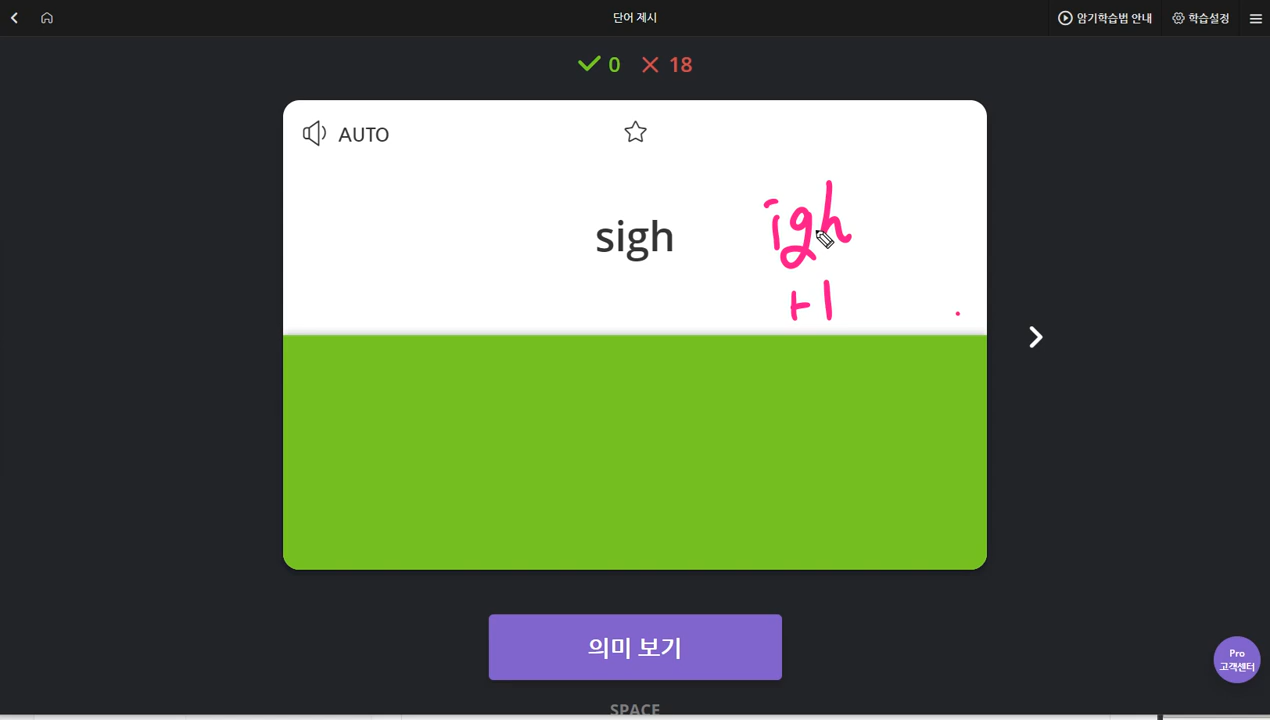 단어 제시
암기학습법 안내
학습설정
0
18
AUTO
sigh
igh
+1
의미 보기
SPACE
Pro
고객센터